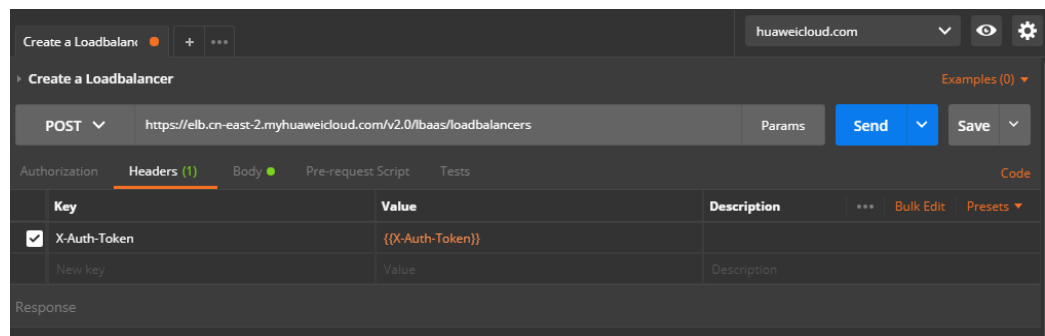 Create a Loadbalanc + ••• huaweicloud.com
Create a Loadbalancer Examples (0)
POST https://elb.cn-east-2.myhuaweicloud.com/v2.0/lbaas/loadbalancers Params Send Save
Authorization Headers (1) Body Pre-request Script Tests Code
Key Value Description ••• Bulk Edit Presets
X-Auth-Token {{X-Auth-Token}}
New key Value Description
Response